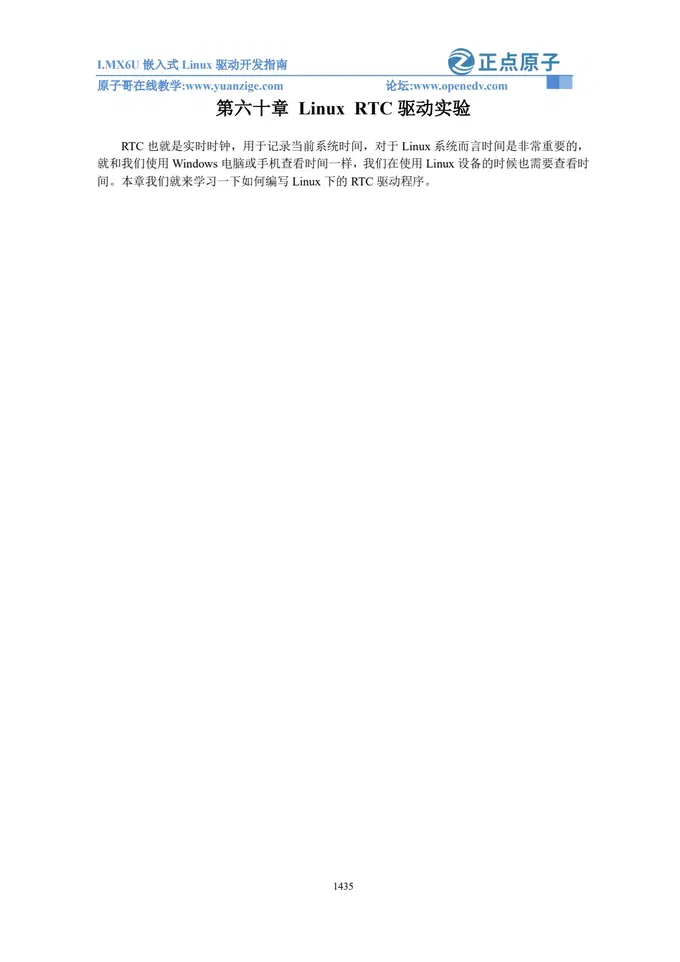 I.MX6U 嵌入式 Linux 驱动开发指南
正点原子
原子哥在线教学:www.yuanzige.com 论坛:www.openedv.com
第六十章 Linux RTC 驱动实验
RTC 也就是实时时钟，用于记录当前系统时间，对于 Linux 系统而言时间是非常重要的，
就和我们使用 Windows 电脑或手机查看时间一样，我们在使用 Linux 设备的时候也需要查看时
间。本章我们就来学习一下如何编写 Linux 下的 RTC 驱动程序。
1435